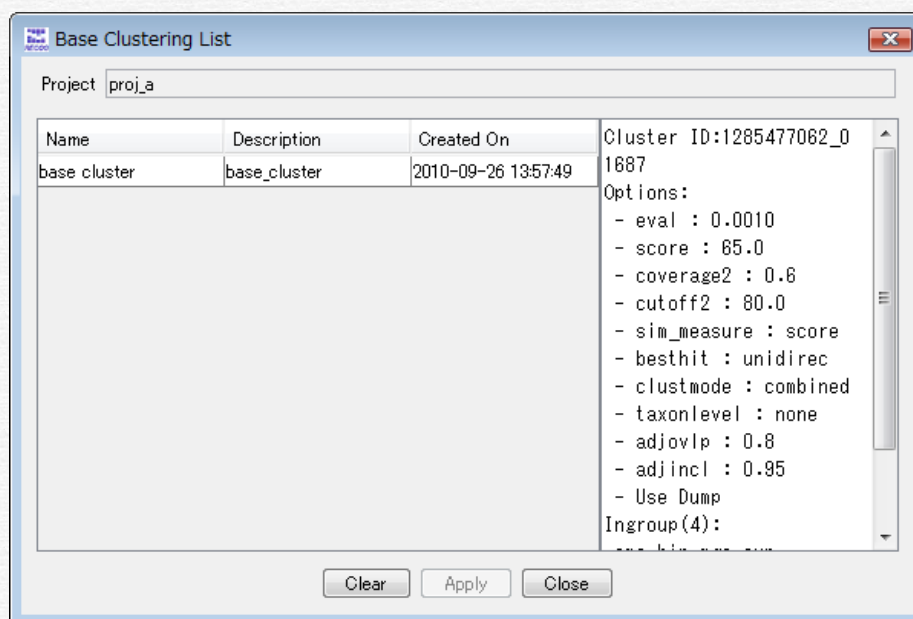 Base Clustering List
Project proj_a
Name Description Created On
base cluster base_cluster 2010-09-26 13:57:49
Cluster ID:1285477062_0
1687
Options:
- eval : 0.0010
- score : 65.0
- coverage2 : 0.6
- cutoff2 : 80.0
- sim_measure : score
- besthit : unidirec
- clustmode : combined
- taxonlevel : none
- adjovlp : 0.8
- adjincl : 0.95
- Use Dump
Ingroup(4):
Clear Apply Close